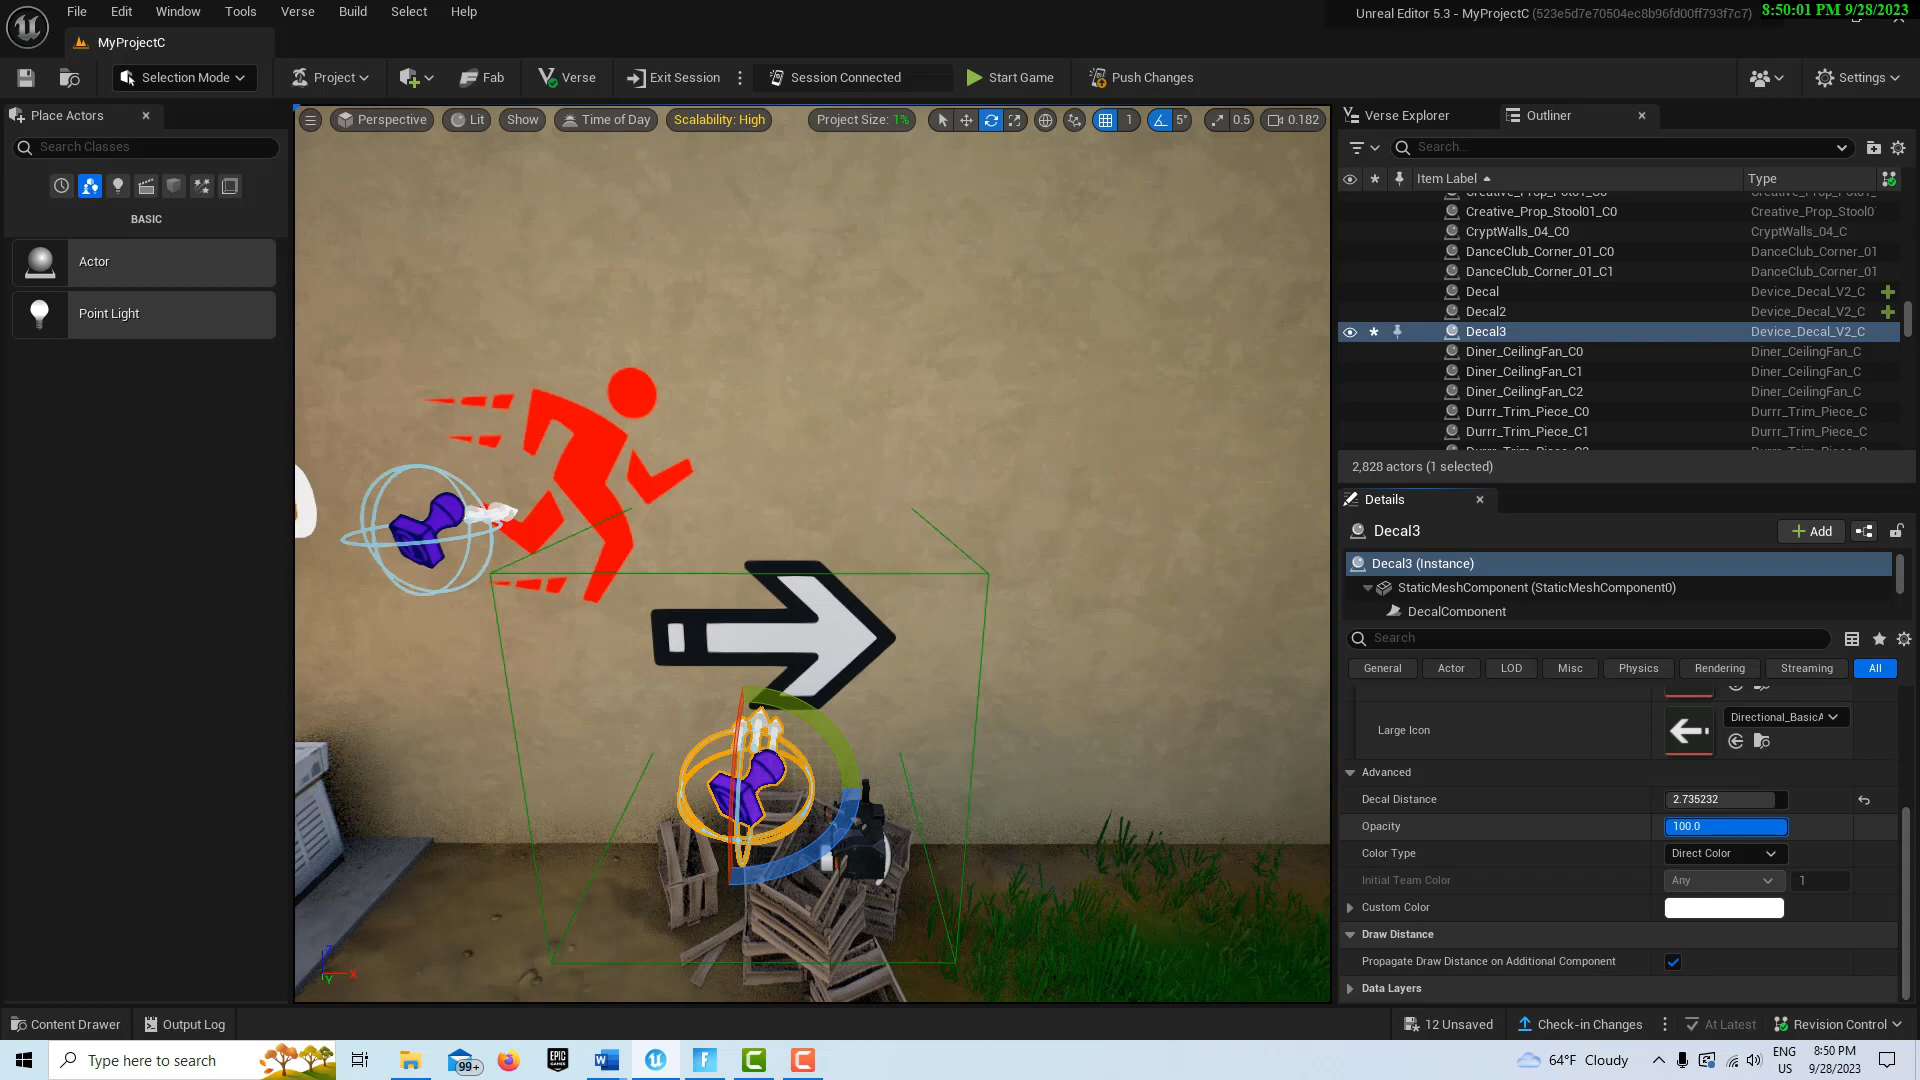 File Edit Window Tools Verse Build Select Help
Unreal Editor 5.3 - MyProjectC (523e5d7e70504ec8b96fd00ff793f7c7)
8:50:01 PM 9/28/2023
MyProjectC
Selection Mode
Project
Fab
Verse
Exit Session
Session Connected
Start Game
Push Changes
Settings
Place Actors
Search Classes
BASIC
Actor
Point Light
Perspective
Lit
Show
Time of Day
Scalability: High
Project Size: 1%
1
5°
0.5
0.182
Verse Explorer
Outliner
Search...
Item Label
Type
Creative_Prop_Stool01_C0 Creative_Prop_Stool0
CryptWalls_04_C0 CryptWalls_04_C
DanceClub_Corner_01_C0 DanceClub_Corner_01
DanceClub_Corner_01_C1 DanceClub_Corner_01
Decal Device_Decal_V2_C
Decal2 Device_Decal_V2_C
Decal3 Device_Decal_V2_C
Diner_CeilingFan_C0 Diner_CeilingFan_C
Diner_CeilingFan_C1 Diner_CeilingFan_C
Diner_CeilingFan_C2 Diner_CeilingFan_C
Durrr_Trim_Piece_C0 Durrr_Trim_Piece_C
Durrr_Trim_Piece_C1 Durrr_Trim_Piece_C
2,828 actors (1 selected)
Details
Decal3
Add
Decal3 (Instance)
StaticMeshComponent (StaticMeshComponent0)
DecalComponent
Search
General Actor LOD Misc Physics Rendering Streaming All
Large Icon
Directional_BasicA
Advanced
Decal Distance 2.735232
Opacity 100.0
Color Type Direct Color
Initial Team Color Any 1
Custom Color
Draw Distance
Propagate Draw Distance on Additional Component
Data Layers
Z
X
Y
Content Drawer
Output Log
12 Unsaved
Check-in Changes
At Latest
Revision Control
Type here to search
99+
EPIC GAMES
64°F Cloudy
ENG
US
8:50 PM
9/28/2023